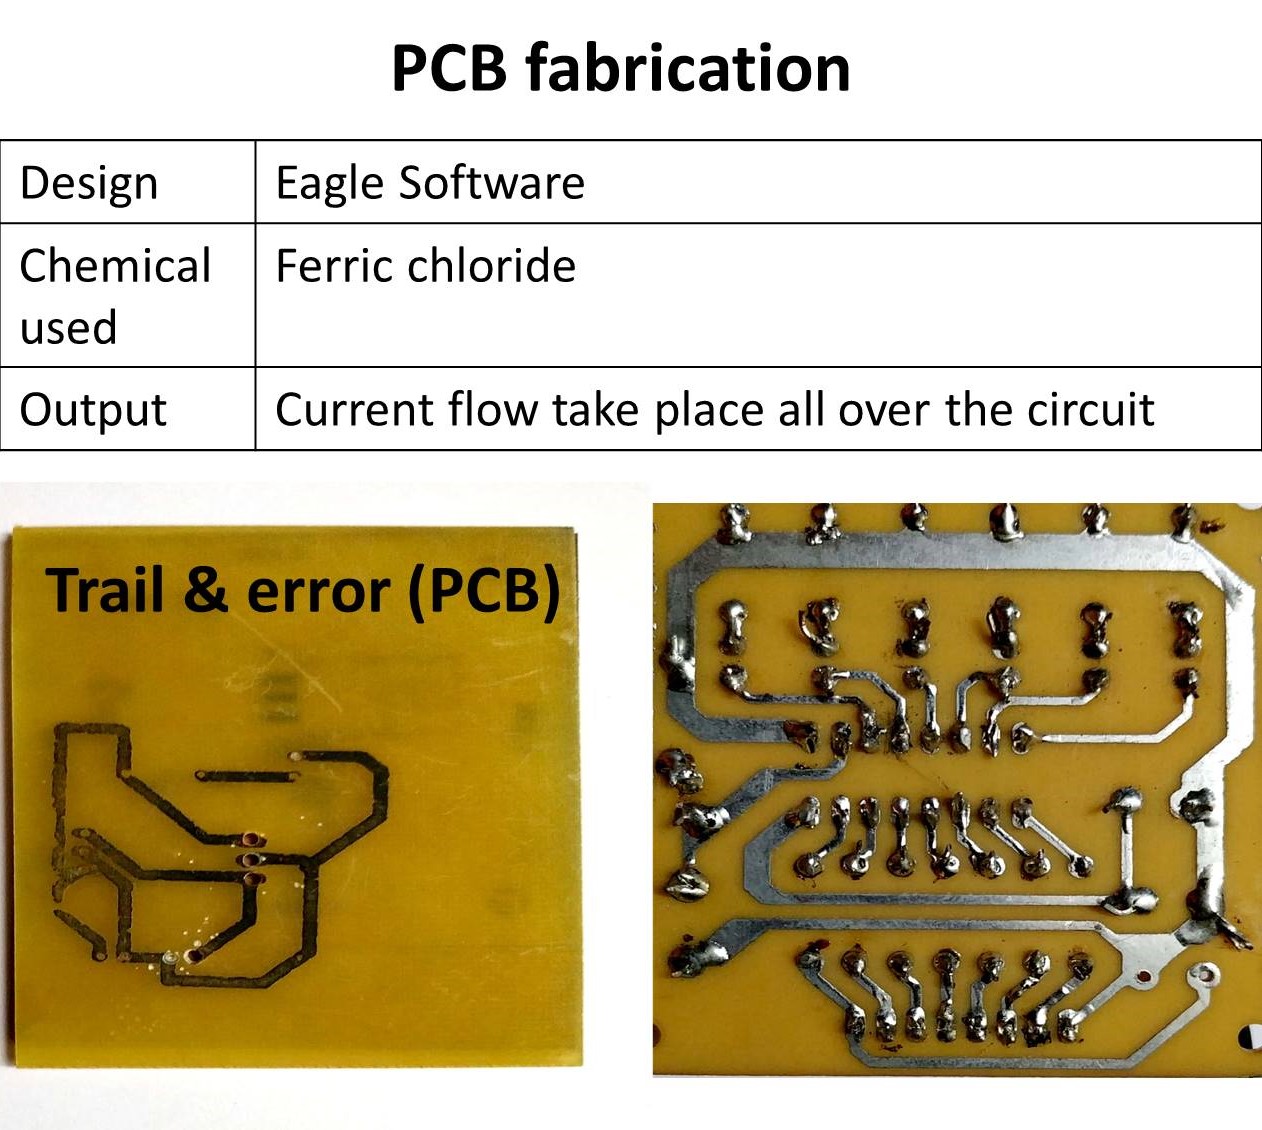 PCB fabrication
Design
Eagle Software
Chemical
used
Ferric chloride
Output
Current flow take place all over the circuit
Trail & error (PCB)